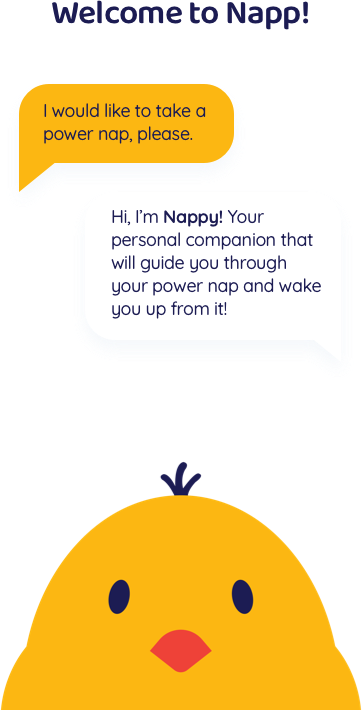 Welcome to Napp!
I would like to take a
power nap, please.
Hi, I’m Nappy! Your
personal companion that
will guide you through
your power nap and wake
you up from it!